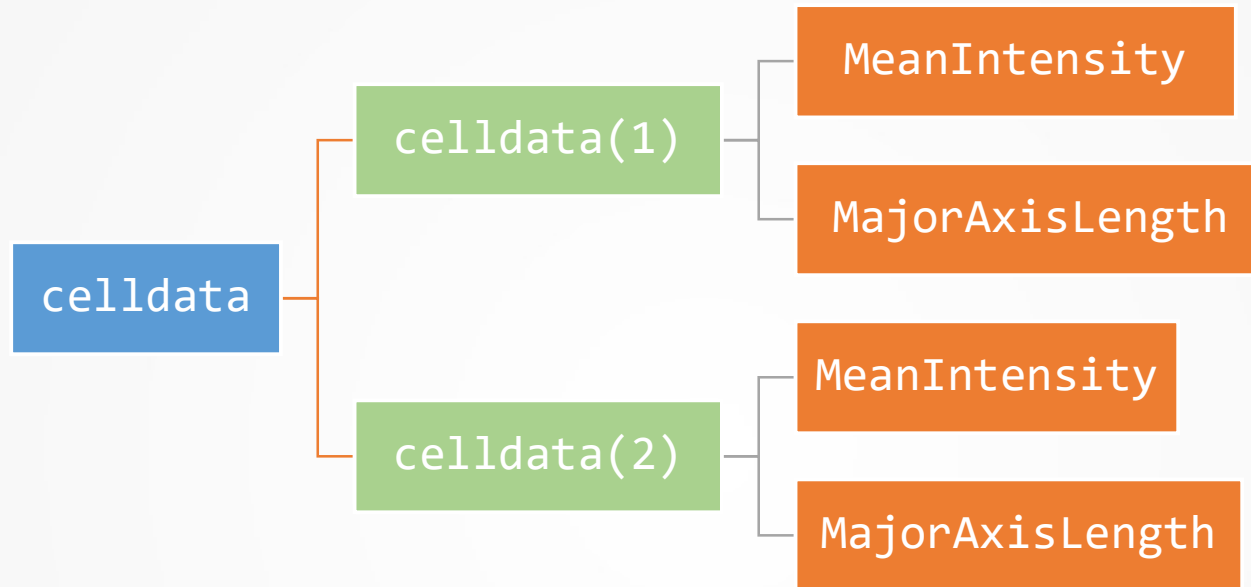 celldata
celldata(1)
MeanIntensity
MajorAxisLength
celldata(2)
MeanIntensity
MajorAxisLength